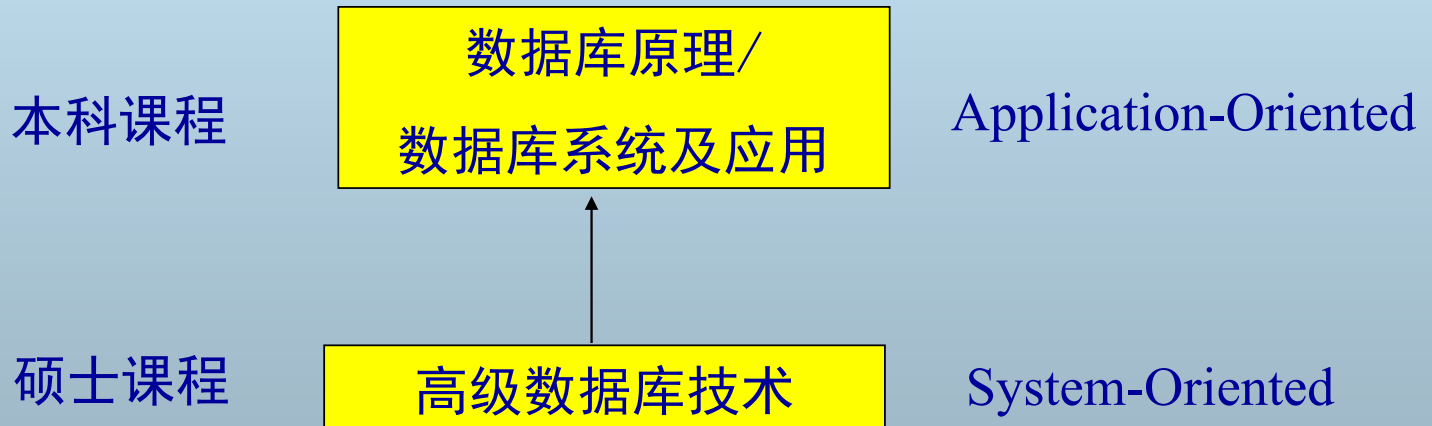 数据库原理/
本科课程
数据库系统及应用
Application-Oriented
硕士课程
高级数据库技术
System-Oriented